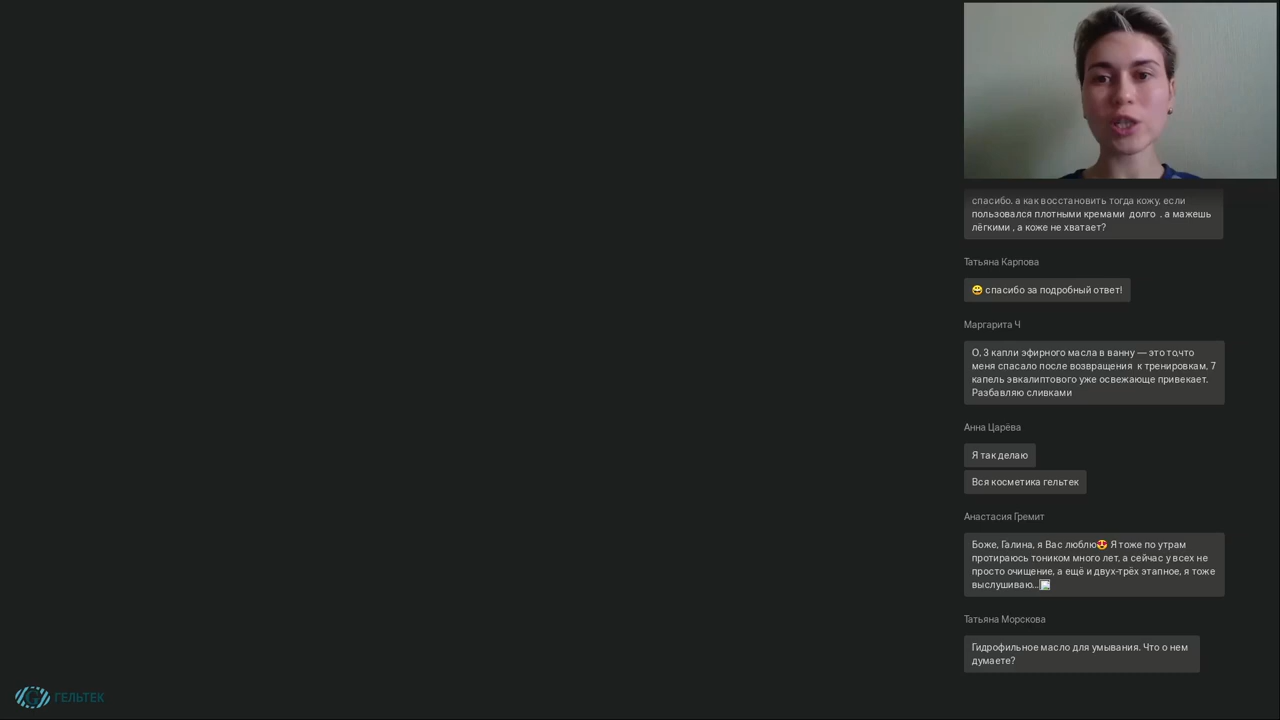 спасибо. а как восстановить тогда кожу, если
пользовался плотными кремами долго . а мажешь
лёгкими , а коже не хватает?
Татьяна Карпова
😀 спасибо за подробный ответ!
Маргарита Ч
О, 3 капли эфирного масла в ванну — это то,что
меня спасало после возвращения к тренировкам, 7
капель эвкалиптового уже освежающе привекает.
Разбавляю сливками
Анна Царёва
Я так делаю
Вся косметика гельтек
Анастасия Гремит
Боже, Галина, я Вас люблю😍 Я тоже по утрам
протираюсь тоником много лет, а сейчас у всех не
просто очищение, а ещё и двух-трёх этапное, я тоже
выслушиваю...
Татьяна Морскова
Гидрофильное масло для умывания. Что о нем
думаете?
ГЕЛЬТЕК